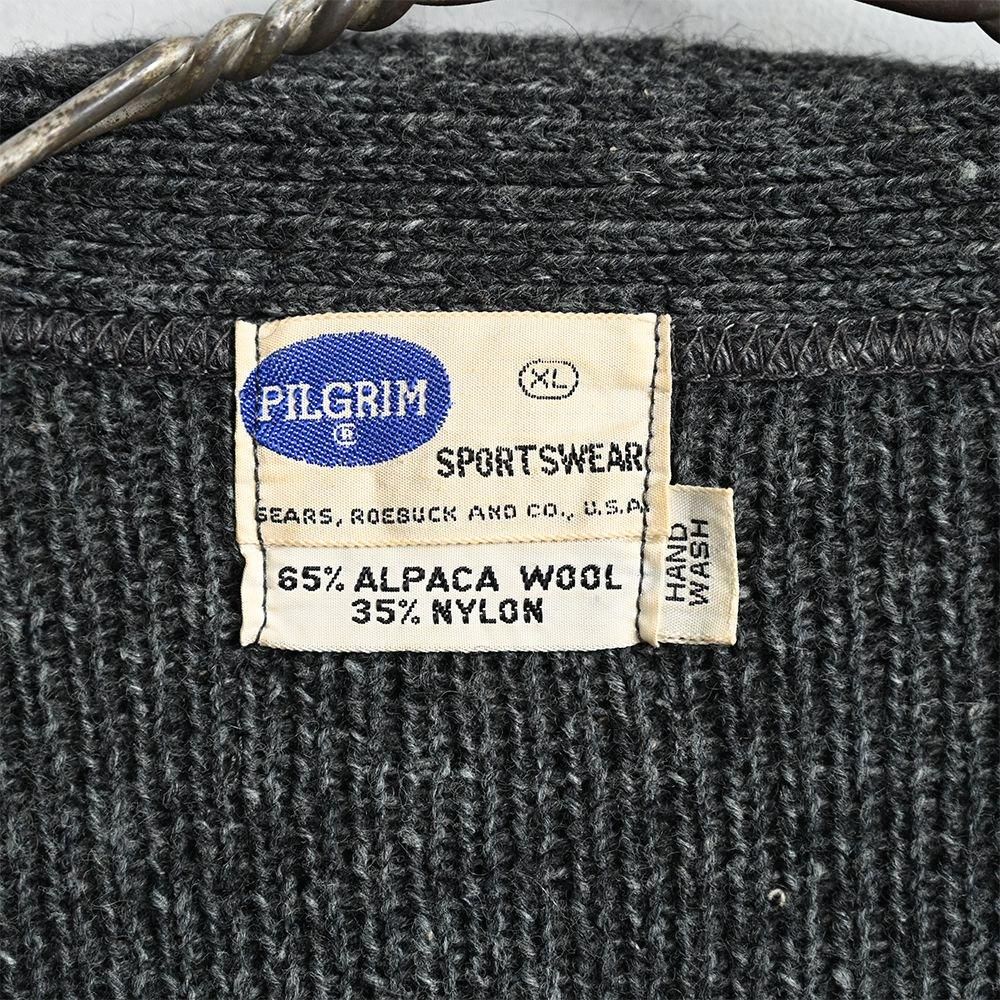 PILGRIM
®
XL
SPORTSWEAR
SEARS, ROEBUCK AND CO., U.S.A.
65% ALPACA WOOL
35% NYLON
HAND
WASH